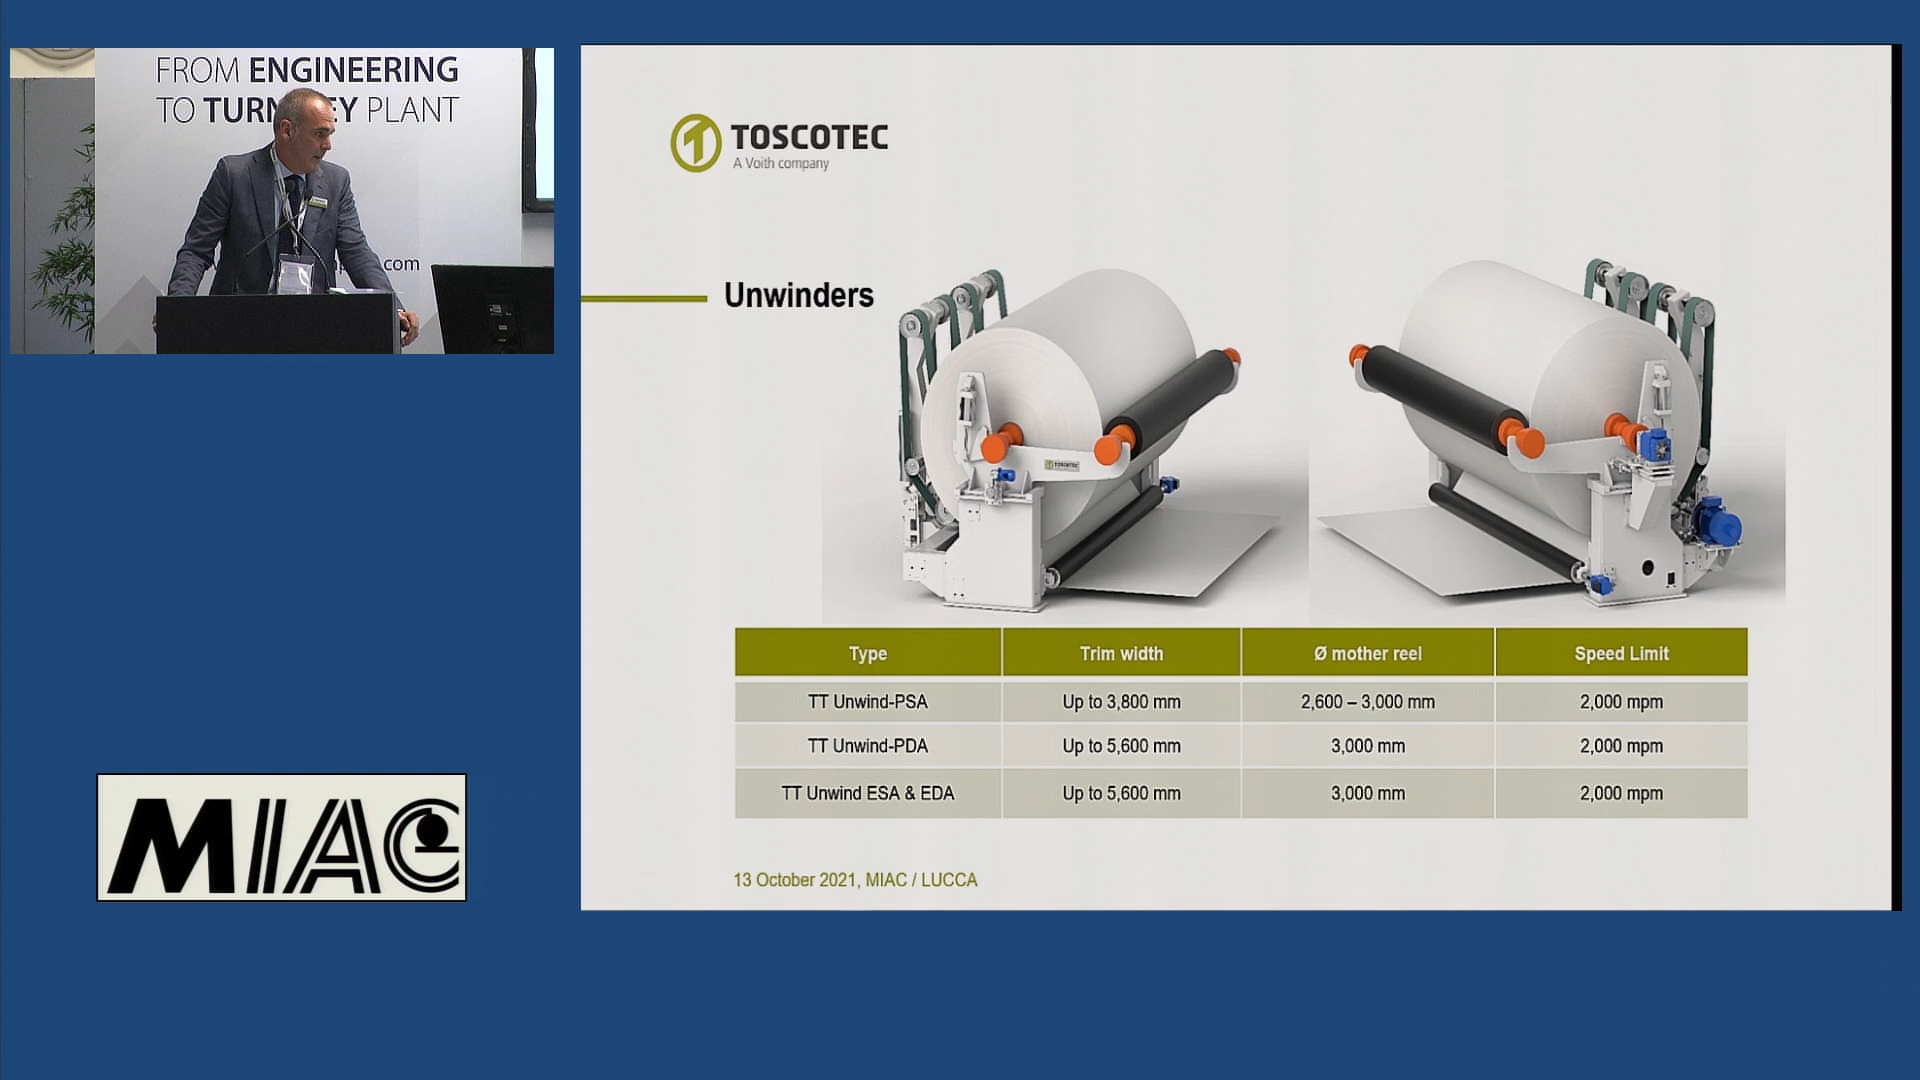 FROM ENGINEERING
TO TURN EY PLANT
.com
TOSCOTEC
A Voith company
Unwinders
TOSCOTEC
Type Trim width Ø mother reel Speed Limit
TT Unwind-PSA Up to 3,800 mm 2,600 – 3,000 mm 2,000 mpm
TT Unwind-PDA Up to 5,600 mm 3,000 mm 2,000 mpm
TT Unwind ESA & EDA Up to 5,600 mm 3,000 mm 2,000 mpm
13 October 2021, MIAC / LUCCA
MIAC